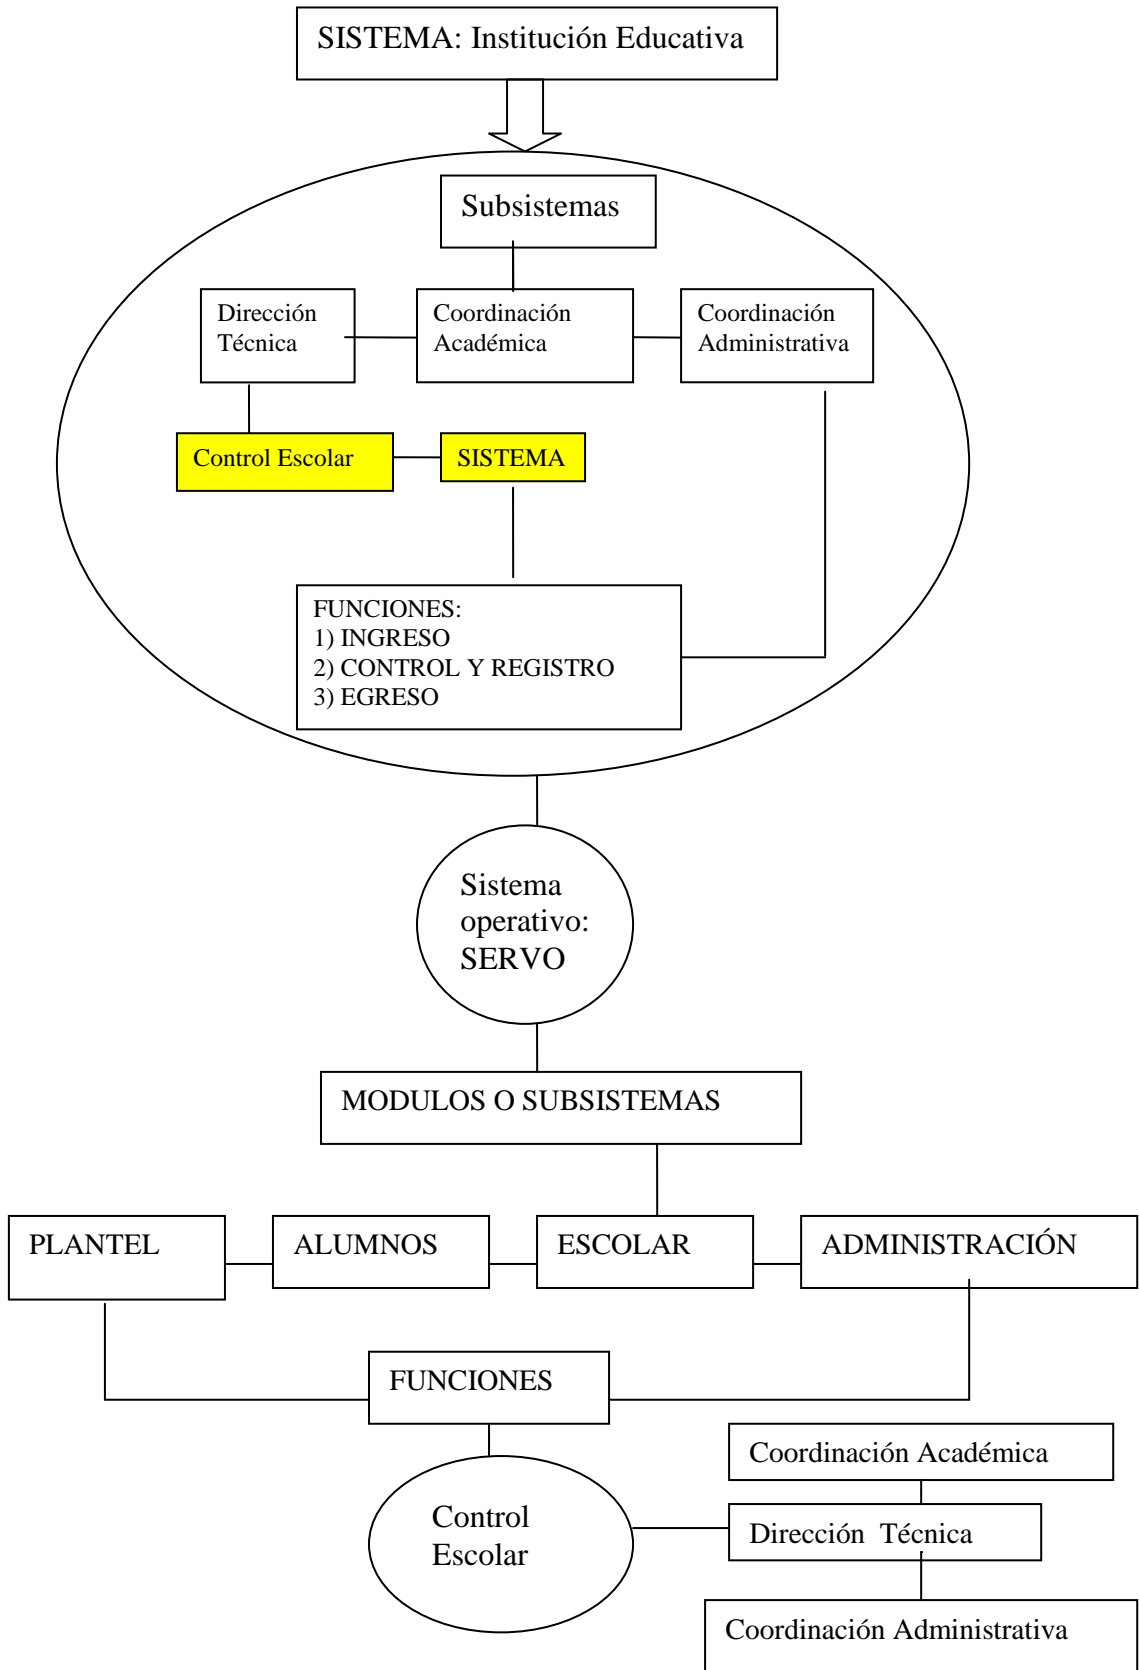 SISTEMA: Institución Educativa
Subsistemas
Dirección
Técnica
Coordinación
Académica
Coordinación
Administrativa
Control Escolar
SISTEMA
FUNCIONES:
1) INGRESO
2) CONTROL Y REGISTRO
3) EGRESO
Sistema
operativo:
SERVO
MODULOS O SUBSISTEMAS
PLANTEL
ALUMNOS
ESCOLAR
ADMINISTRACIÓN
FUNCIONES
Control
Escolar
Coordinación Académica
Dirección Técnica
Coordinación Administrativa